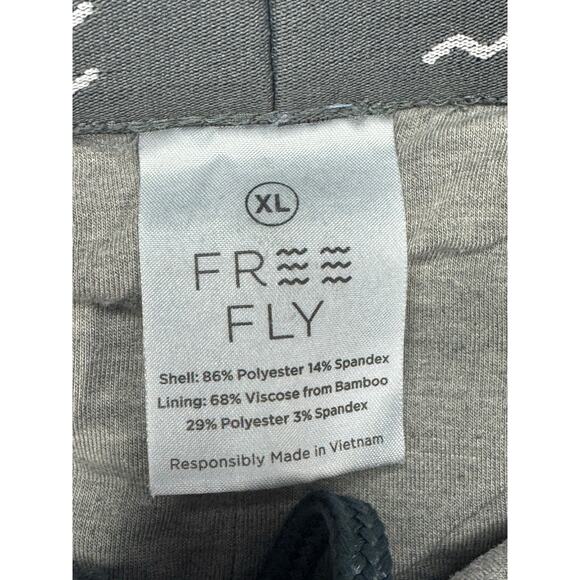 XL
FREE
FLY
Shell: 86% Polyester 14% Spandex
Lining: 68% Viscose from Bamboo
29% Polyester 3% Spandex
Responsibly Made in Vietnam